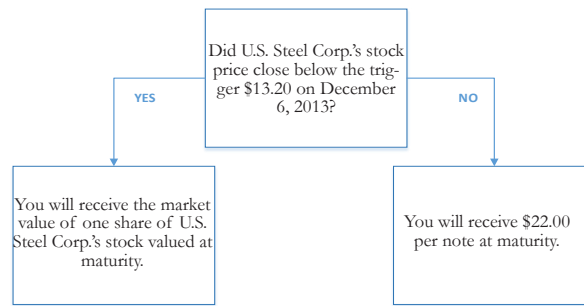 Did U.S. Steel Corp.'s stock
price close below the trig-
ger $13.20 on December
6, 2013?
YES
NO
You will receive the market
value of one share of U.S.
Steel Corp.'s stock valued at
maturity.
You will receive $22.00
per note at maturity.